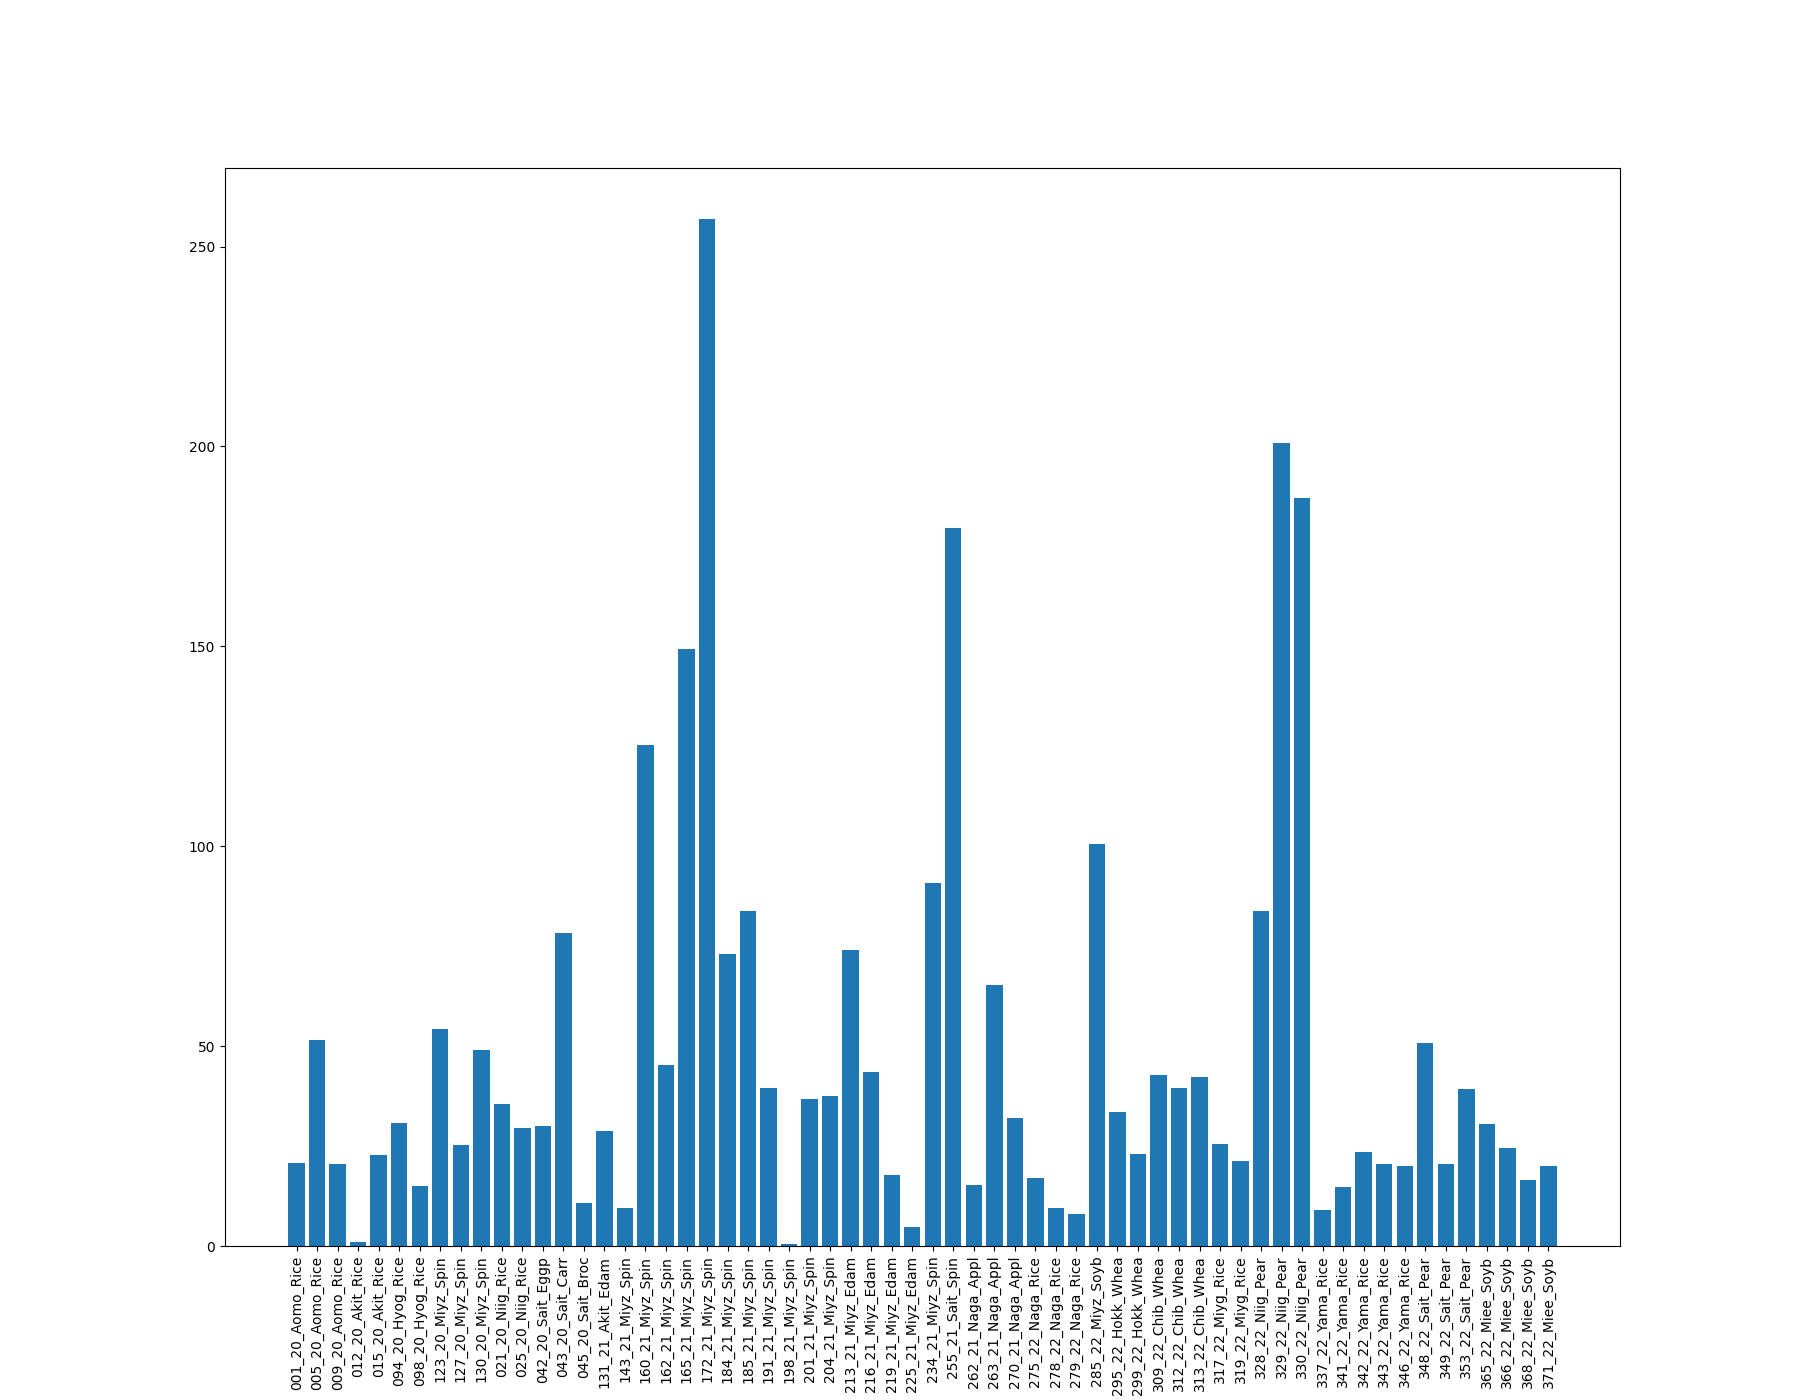 250
200
150
100
50
0
001_20_Aomo_Rice
005_20_Aomo_Rice
009_20_Aomo_Rice
012_20_Akit_Rice
015_20_Akit_Rice
094_20_Hyog_Rice
098_20_Hyog_Rice
123_20_Miyz_Spin
127_20_Miyz_Spin
130_20_Miyz_Spin
021_20_Niig_Rice
025_20_Niig_Rice
042_20_Sait_Eggp
043_20_Sait_Carr
045_20_Sait_Broc
131_21_Akit_Edam
143_21_Miyz_Spin
160_21_Miyz_Spin
162_21_Miyz_Spin
165_21_Miyz_Spin
172_21_Miyz_Spin
184_21_Miyz_Spin
185_21_Miyz_Spin
191_21_Miyz_Spin
198_21_Miyz_Spin
201_21_Miyz_Spin
204_21_Miyz_Spin
213_21_Miyz_Edam
216_21_Miyz_Edam
219_21_Miyz_Edam
225_21_Miyz_Edam
234_21_Miyz_Spin
255_21_Sait_Spin
262_21_Naga_Appl
263_21_Naga_Appl
270_21_Naga_Appl
275_22_Naga_Rice
278_22_Naga_Rice
279_22_Naga_Rice
285_22_Miyz_Soyb
295_22_Hokk_Whea
299_22_Hokk_Whea
309_22_Chib_Whea
312_22_Chib_Whea
313_22_Chib_Whea
317_22_Miyg_Rice
319_22_Miyg_Rice
328_22_Niig_Pear
329_22_Niig_Pear
330_22_Niig_Pear
337_22_Yama_Rice
341_22_Yama_Rice
342_22_Yama_Rice
343_22_Yama_Rice
346_22_Yama_Rice
348_22_Sait_Pear
349_22_Sait_Pear
353_22_Sait_Pear
365_22_Miee_Soyb
366_22_Miee_Soyb
368_22_Miee_Soyb
371_22_Miee_Soyb